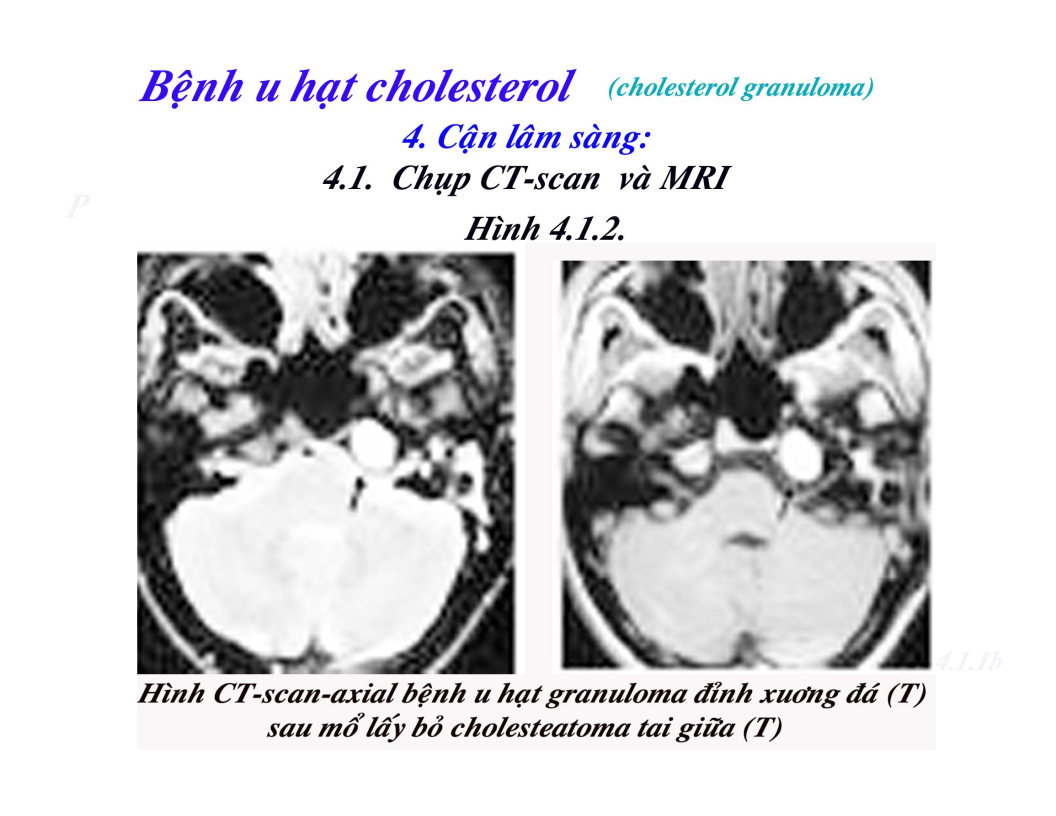 Bệnh u hạt cholesterol (cholesterol granuloma)
4. Cận lâm sàng:
4.1. Chụp CT-scan và MRI
P
Hình 4.1.2.
4.1.1b
Hình CT-scan-axial bệnh u hạt granuloma đỉnh xuơng đá (T)
sau mổ lấy bỏ cholesteatoma tai giữa (T)